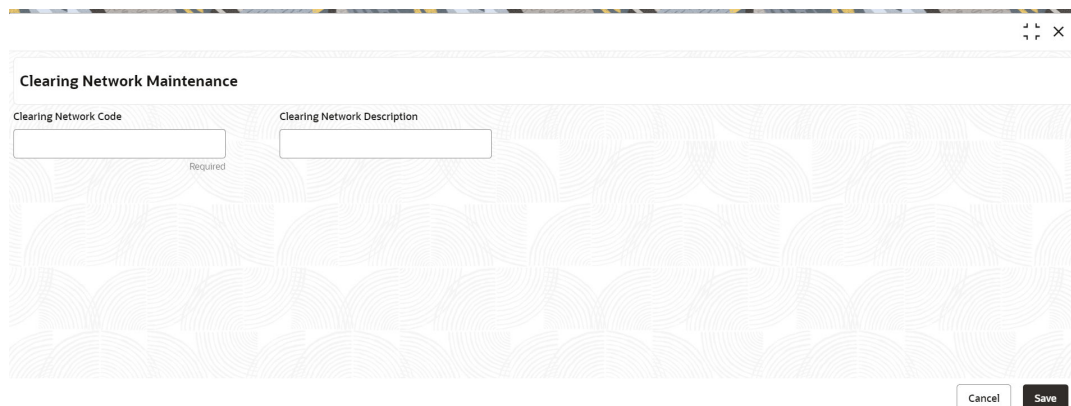 Clearing Network Maintenance
Clearing Network Code Clearing Network Description
Required
Cancel Save